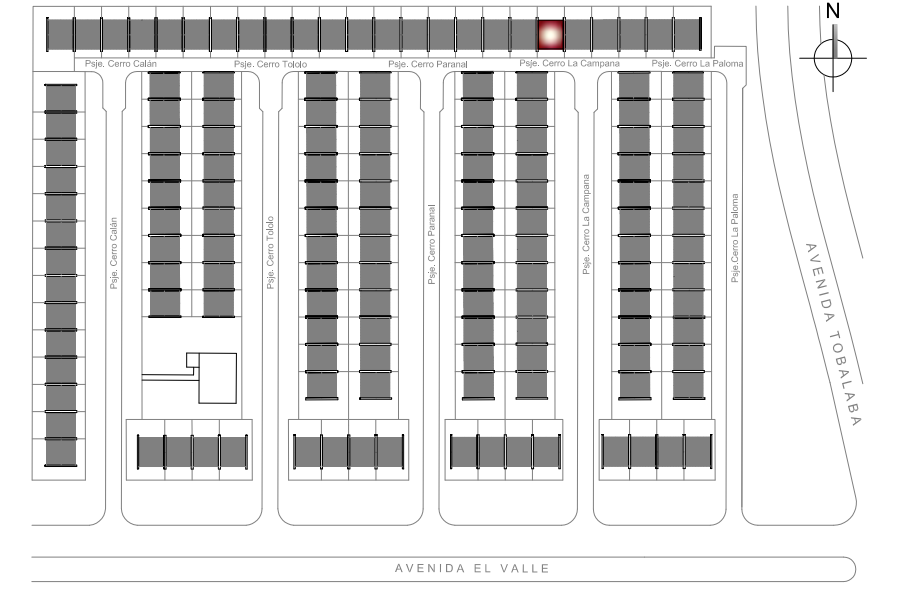 N
Psje. Cerro Calán
Psje. Cerro Tololo
Psje. Cerro Paranal
Psje. Cerro La Campana
Psje. Cerro La Paloma
Psje. Cerro Calán
Psje. Cerro Tololo
Psje. Cerro Paranal
Psje. Cerro La Campana
Psje.Cerro La Paloma
AVENIDA TOBALABA
AVENIDA EL VALLE